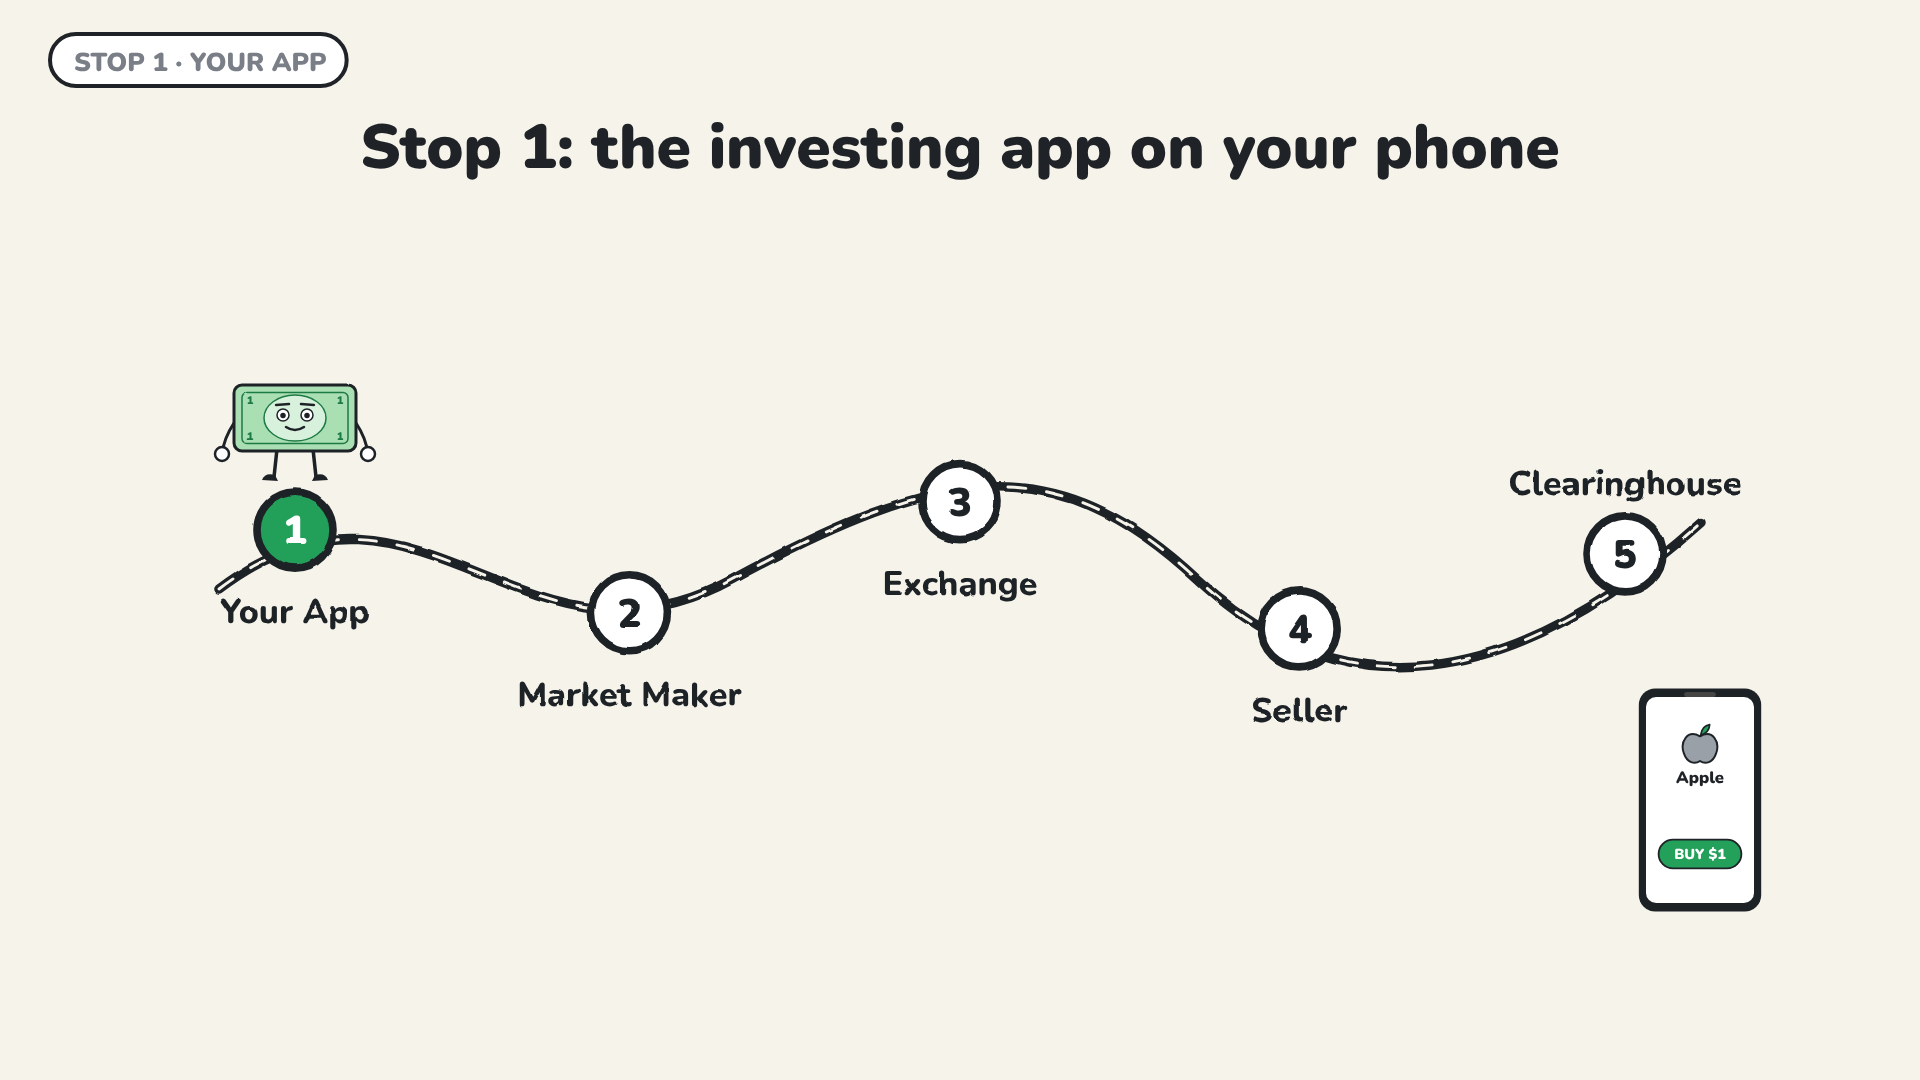 STOP 1 · YOUR APP
Stop 1: the investing app on your phone
1 1
1 1
1
Your App
2
Market Maker
3
Exchange
4
Seller
Clearinghouse
5
Apple
BUY $1